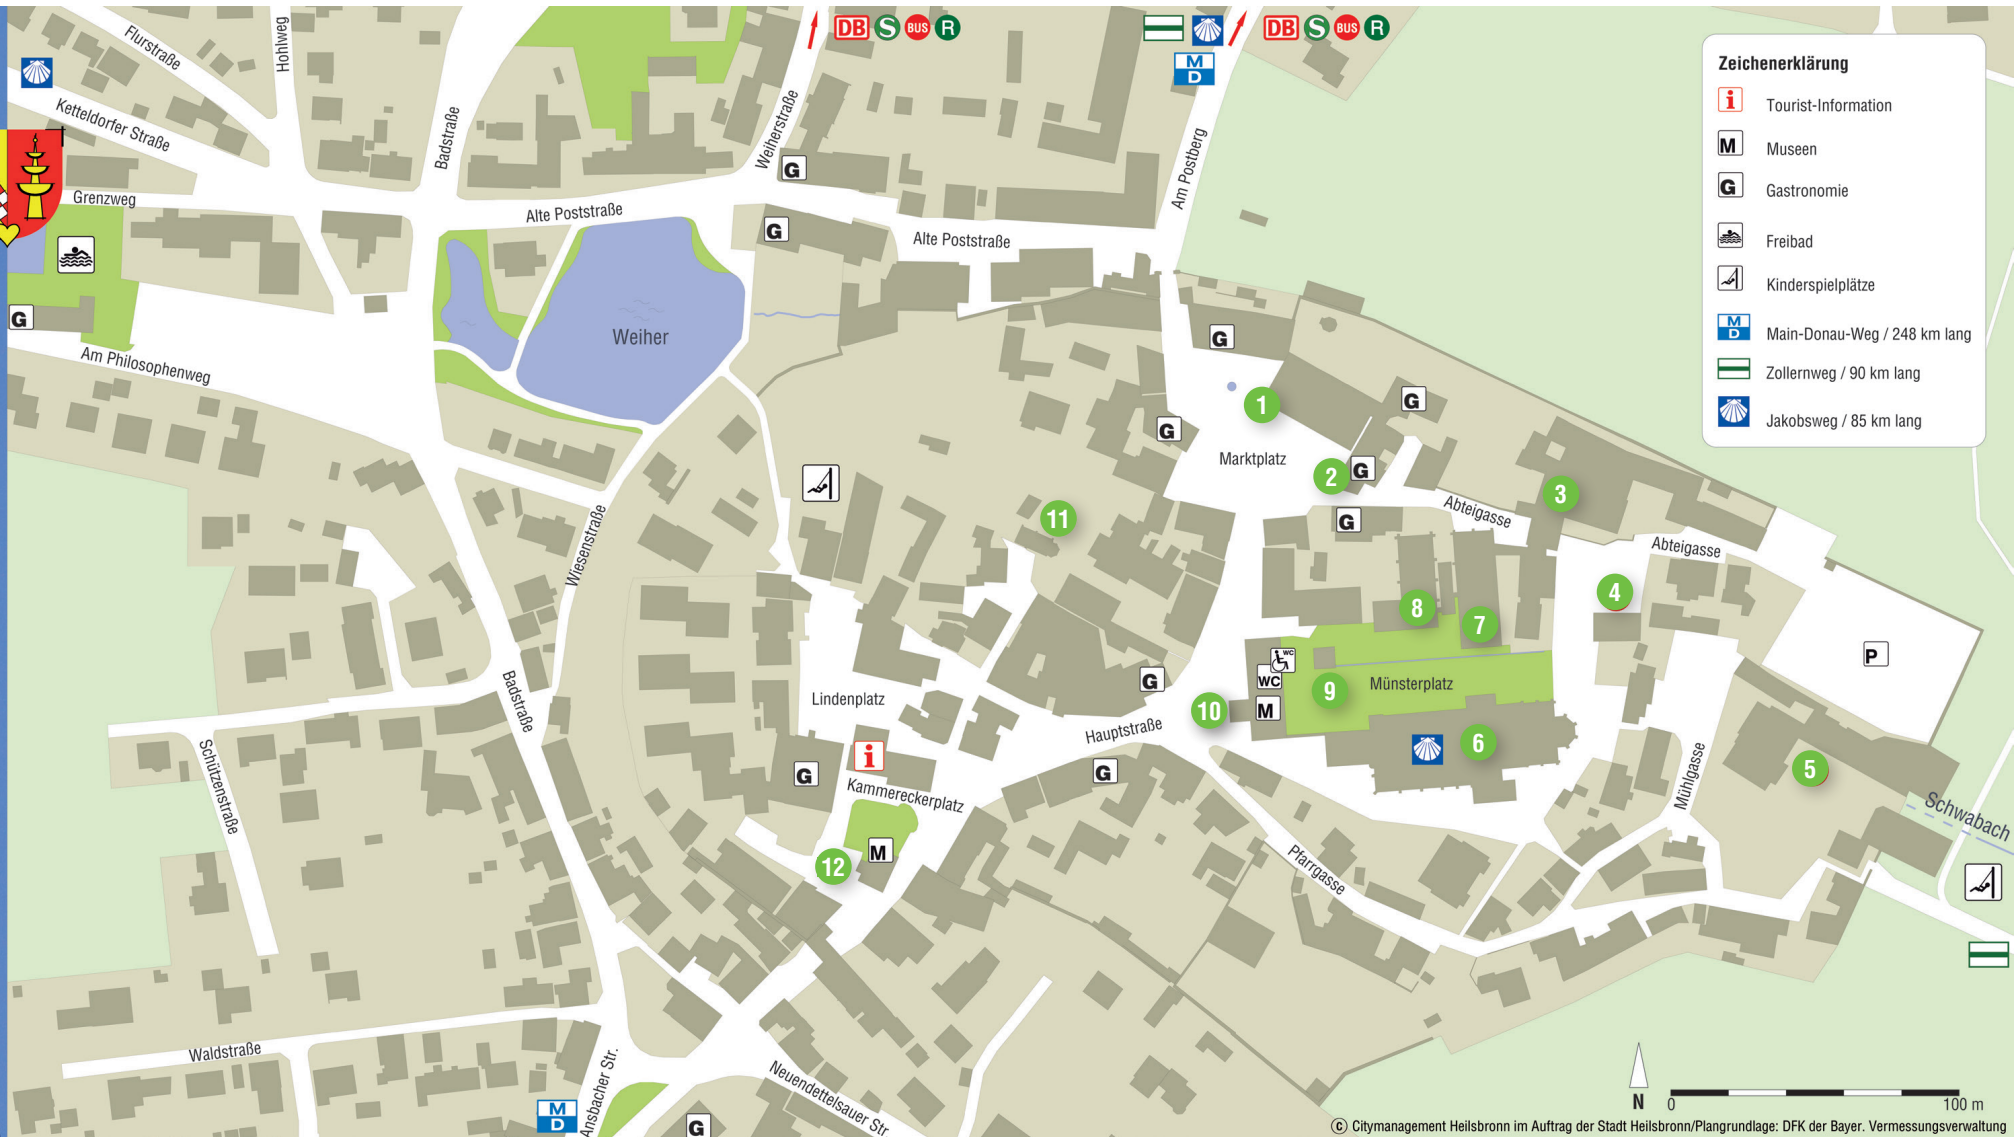 DB S BUS R
DB S BUS R
M
D
Zeichenerklärung
i Tourist-Information
M Museen
G Gastronomie
Freibad
Kinderspielplätze
M
D
Main-Donau-Weg / 248 km lang
Zollernweg / 90 km lang
Jakobsweg / 85 km lang
Flurstraße
Hohlweg
Ketteldorfer Straße
Badstraße
Weiherstraße
G
Am Postberg
Grenzweg
Alte Poststraße
G
Alte Poststraße
G
Am Philosophenweg
Weiher
G
1
G
G
Marktplatz
2
G
3
Abteigasse
G
11
Abteigasse
Wiesenstraße
4
8
7
P
WC
WC
G
Münsterplatz
9
10
M
Lindenplatz
Badstraße
Hauptstraße
6
i
G
G
5
Schützenstraße
Kammereckerplatz
Mühlgasse
Schwabach
12
M
Pfarrgasse
Waldstraße
Ansbacher Str.
Neuendettelsauer Str
M
D
G
N
0
100 m
© Citymanagement Heilsbronn im Auftrag der Stadt Heilsbronn/Plangrundlage: DFK der Bayer. Vermessungsverwaltung